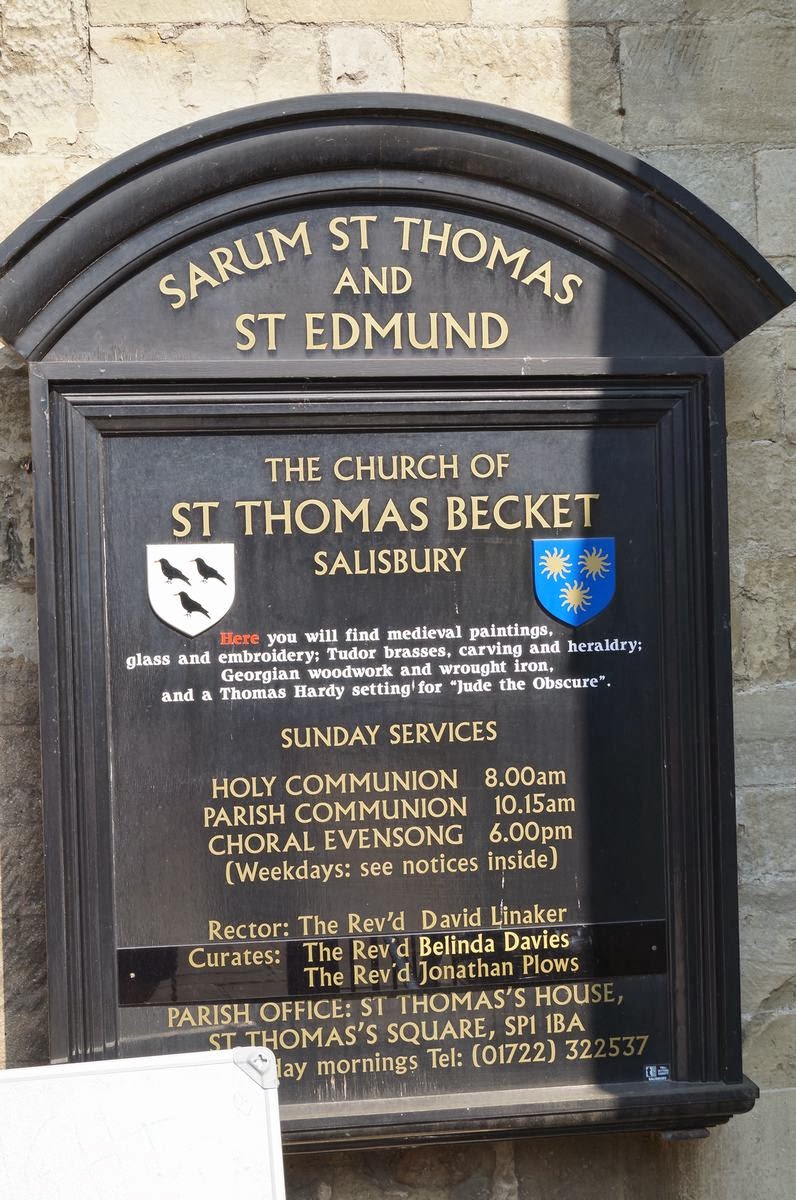 SARUM ST THOMAS
AND
ST EDMUND
THE CHURCH OF
ST THOMAS BECKET
SALISBURY
Here you will find medieval paintings,
glass and embroidery; Tudor brasses, carving and heraldry;
Georgian woodwork and wrought iron,
and a Thomas Hardy setting for “Jude the Obscure”.
SUNDAY SERVICES
HOLY COMMUNION 8.00am
PARISH COMMUNION 10.15am
CHORAL EVENSONG 6.00pm
(Weekdays: see notices inside)
Rector: The Rev'd David Linaker
Curates: The Rev'd Belinda Davies
The Rev'd Jonathan Plows
PARISH OFFICE: ST THOMAS'S HOUSE,
ST THOMAS'S SQUARE, SP1 1BA
day mornings Tel: (01722) 322537